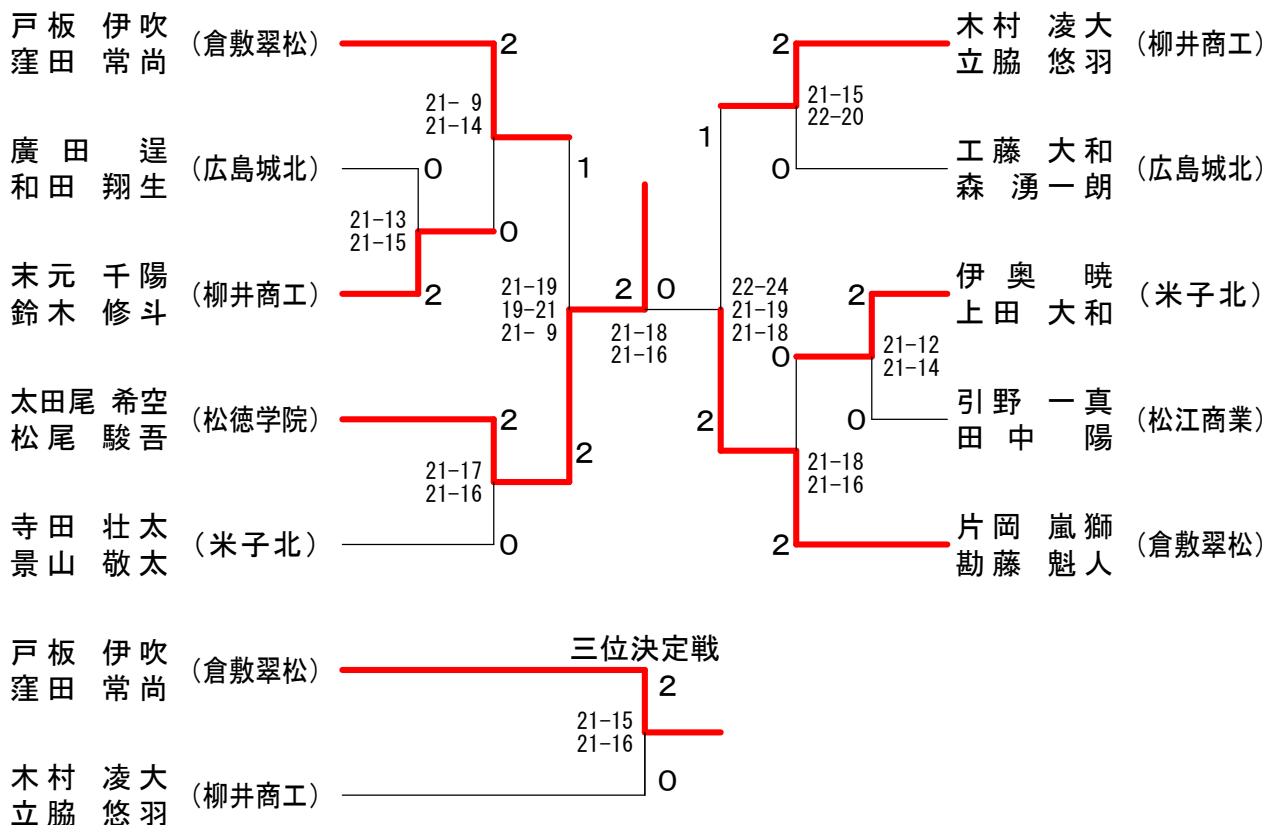 戸板 伊吹
窪田 常尚
(倉敷翠松)
2
21- 9
21-14
廣田 逞
和田 翔生
(広島城北)
0
21-13
21-15
0
末元 千陽
鈴木 修斗
(柳井商工)
2
1
21-19
19-21
21- 9
太田尾 希空
松尾 駿吾
(松徳学院)
2
21-17
21-16
2
寺田 壮太
景山 敬太
(米子北)
0
2 0
21-18
21-16
木村 凌大
立脇 悠羽
(柳井商工)
2
21-15
22-20
1
工藤 大和
森 湧一朗
(広島城北)
0
22-24
21-19
21-18
伊奥 暁
上田 大和
(米子北)
2
21-12
21-14
0
引野 一真
田中 陽
(松江商業)
0
2
21-18
21-16
片岡 嵐獅
勘藤 魁人
(倉敷翠松)
2
三位決定戦
戸板 伊吹
窪田 常尚
(倉敷翠松)
2
21-15
21-16
木村 凌大
立脇 悠羽
(柳井商工)
0